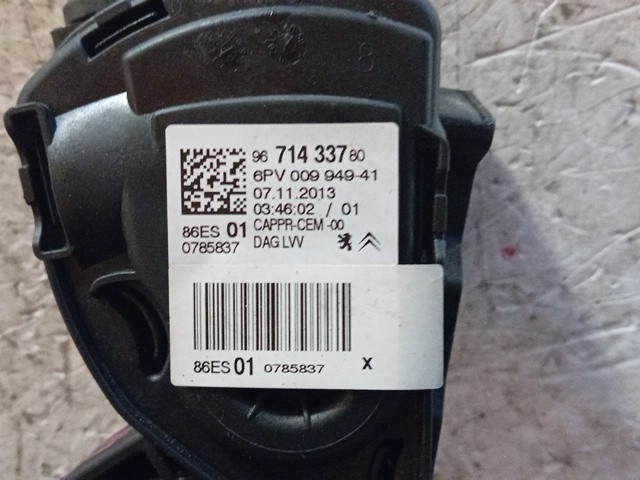 8
96 714 337 80
6PV 009 949-41
07.11.2013
03:46:02 / 01
86ES 01 CAPPR-CEM -00
0785837 DAG LVV
86ES 01 0785837 X